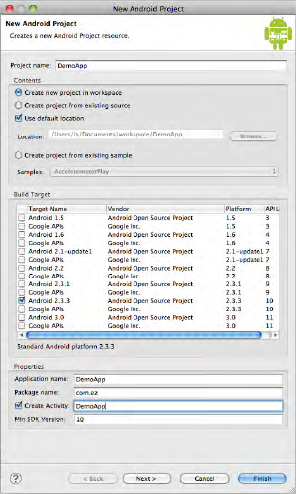 New Android Project
New Android Project
Creates a new Android Project resource.
Project name: DemoApp
Contents
Create new project in workspace
Create project from existing source
Use default location
Location: /Users/ls/Documents/workspace/DemoApp Browse...
Create project from existing sample
Samples: AccelerometerPlay
Build Target
Target Name Vendor Platform API L
Android 1.5 Android Open Source Project 1.5 3
Google APIs Google Inc. 1.5 3
Android 1.6 Android Open Source Project 1.6 4
Google APIs Google Inc. 1.6 4
Android 2.1-update1 Android Open Source Project 2.1-update1 7
Google APIs Google Inc. 2.1-update1 7
Android 2.2 Android Open Source Project 2.2 8
Google APIs Google Inc. 2.2 8
Android 2.3.1 Android Open Source Project 2.3.1 9
Google APIs Google Inc. 2.3.1 9
Android 2.3.3 Android Open Source Project 2.3.3 10
Google APIs Google Inc. 2.3.3 10
Android 3.0 Android Open Source Project 3.0 11
Google APIs Google Inc. 3.0 11
Standard Android platform 2.3.3
Properties
Application name: DemoApp
Package name: com.ez
Create Activity: DemoApp
Min SDK Version: 10
? < Back Next > Cancel Finish